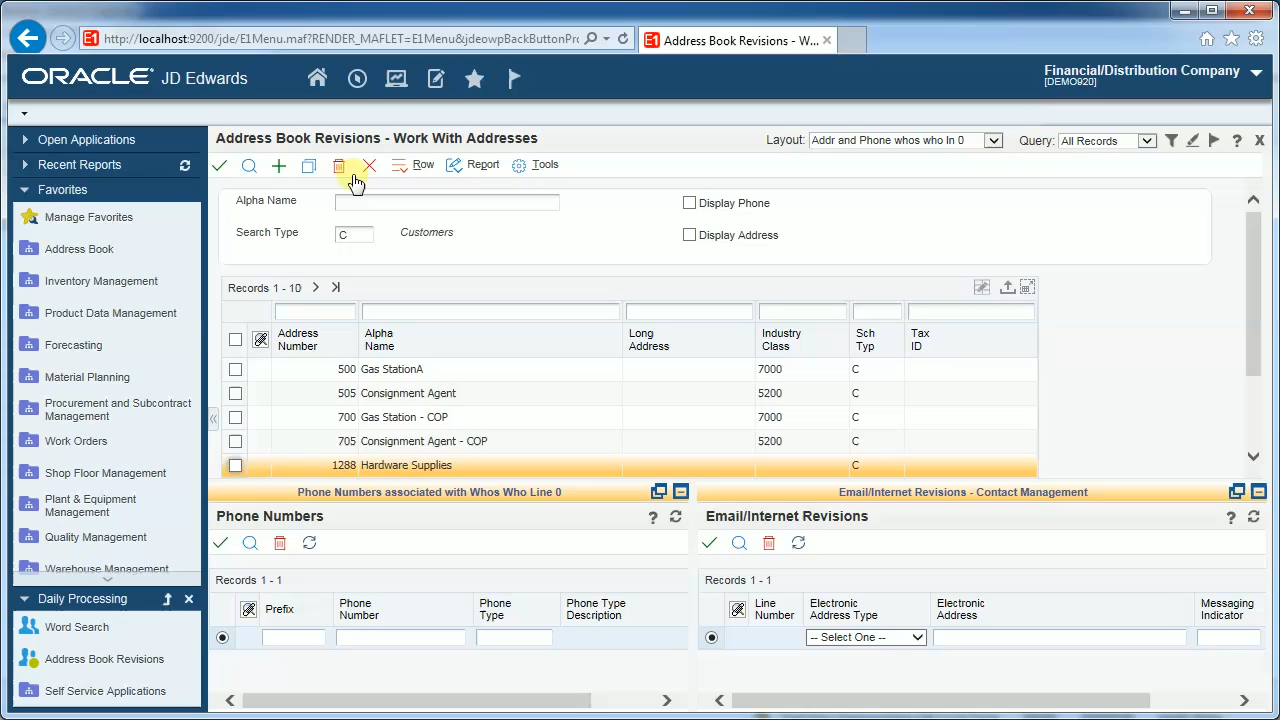 http://localhost:9200/jde/E1Menu.maf?RENDER_MAFLET=E1Menu&jdeowpBackButtonPro
E1 Address Book Revisions - W...
ORACLE JD Edwards
Financial/Distribution Company
[DEMO920]
Open Applications
Recent Reports
Favorites
Manage Favorites
Address Book
Inventory Management
Product Data Management
Forecasting
Material Planning
Procurement and Subcontract
Management
Work Orders
Shop Floor Management
Plant & Equipment
Management
Quality Management
Warehouse Management
Daily Processing
Word Search
Address Book Revisions
Self Service Applications
Address Book Revisions - Work With Addresses
Layout: Addr and Phone whos who ln 0
Query: All Records
Row Report Tools
Alpha Name
Display Phone
Search Type C Customers
Display Address
Records 1 - 10
Address
Number
Alpha
Name
Long
Address
Industry
Class
Sch
Typ
Tax
ID
500 Gas StationA 7000 C
505 Consignment Agent 5200 C
700 Gas Station - COP 7000 C
705 Consignment Agent - COP 5200 C
1288 Hardware Supplies C
Phone Numbers associated with Whos Who Line 0
Phone Numbers
Records 1 - 1
Prefix
Phone
Number
Phone
Type
Phone Type
Description
Email/Internet Revisions - Contact Management
Email/Internet Revisions
Records 1 - 1
Line
Number
Electronic
Address Type
Electronic
Address
Messaging
Indicator
-- Select One --